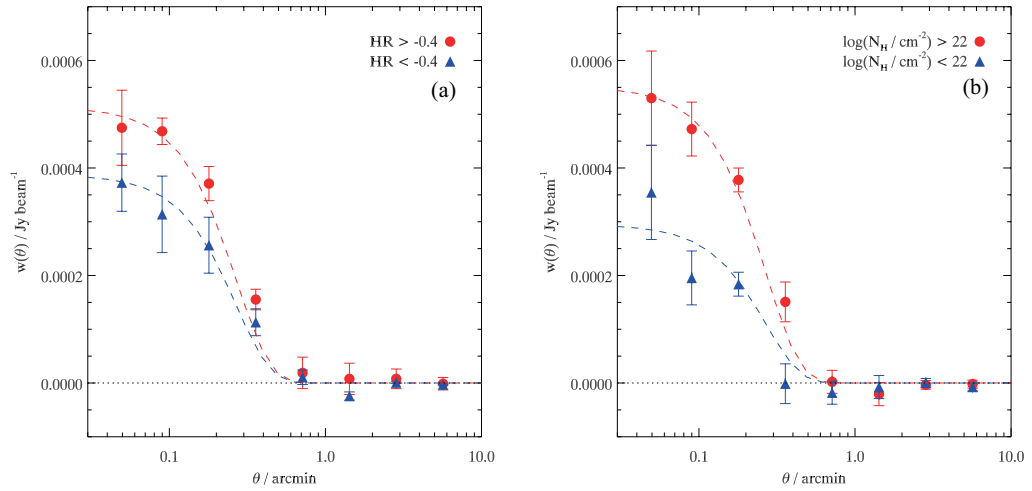 HR > -0.4
HR < -0.4
(a)
0.0006
0.0004
0.0002
0.0000
w(θ) / Jy beam⁻¹
0.1
1.0
10.0
θ / arcmin
log(N_H / cm⁻²) > 22
log(N_H / cm⁻²) < 22
(b)
0.0006
0.0004
0.0002
0.0000
w(θ) / Jy beam⁻¹
0.1
1.0
10.0
θ / arcmin